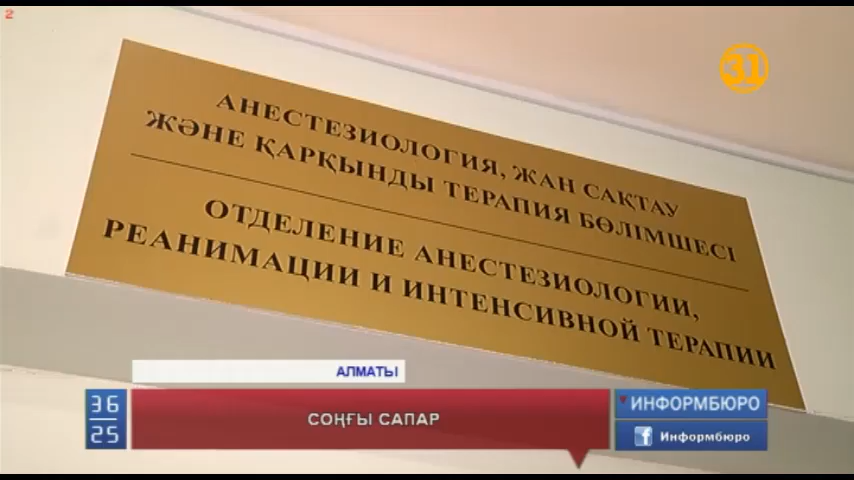 2
31
АНЕСТЕЗИОЛОГИЯ, ЖАН САҚТАУ
ЖӘНЕ ҚАРҚЫНДЫ ТЕРАПИЯ БӨЛІМШЕСІ
ОТДЕЛЕНИЕ АНЕСТЕЗИОЛОГИИ,
РЕАНИМАЦИИ И ИНТЕНСИВНОЙ ТЕРАПИИ
АЛМАТЫ
36
25
СОҢҒЫ САПАР
ИНФОРМБЮРО
f Информбюро